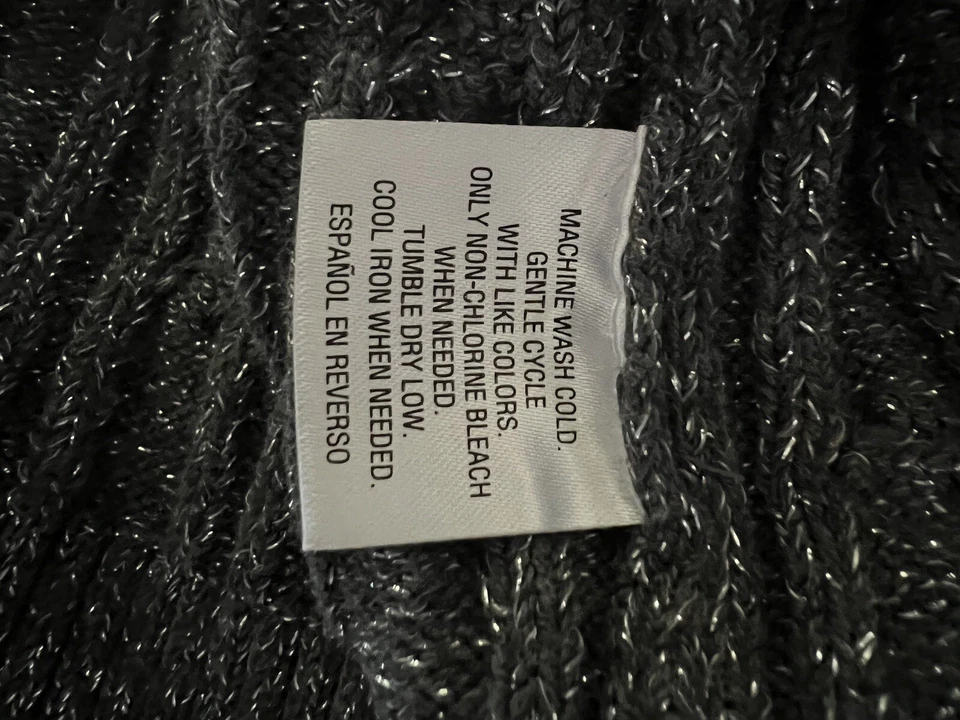 MACHINE WASH COLD.
GENTLE CYCLE
WITH LIKE COLORS.
ONLY NON-CHLORINE BLEACH
WHEN NEEDED.
TUMBLE DRY LOW.
COOL IRON WHEN NEEDED.
ESPAÑOL EN REVERSO